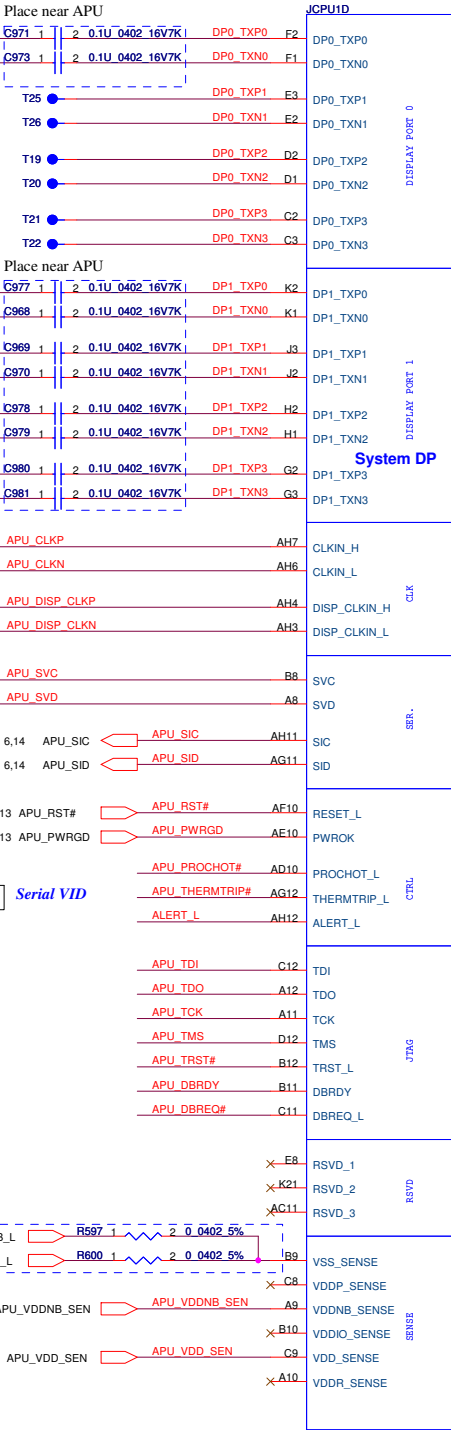 Place near APU JCPU1D
C971 1 2 0.1U_0402_16V7K DP0_TXP0 F2 DP0_TXP0
C973 1 2 0.1U_0402_16V7K DP0_TXN0 F1 DP0_TXN0
T25 DP0_TXP1 E3 DP0_TXP1
T26 DP0_TXN1 E2 DP0_TXN1
T19 DP0_TXP2 D2 DP0_TXP2
T20 DP0_TXN2 D1 DP0_TXN2
T21 DP0_TXP3 C2 DP0_TXP3
T22 DP0_TXN3 C3 DP0_TXN3
DISPLAY PORT 0
Place near APU
C977 1 2 0.1U_0402_16V7K DP1_TXP0 K2 DP1_TXP0
C968 1 2 0.1U_0402_16V7K DP1_TXN0 K1 DP1_TXN0
C969 1 2 0.1U_0402_16V7K DP1_TXP1 J3 DP1_TXP1
C970 1 2 0.1U_0402_16V7K DP1_TXN1 J2 DP1_TXN1
C978 1 2 0.1U_0402_16V7K DP1_TXP2 H2 DP1_TXP2
C979 1 2 0.1U_0402_16V7K DP1_TXN2 H1 DP1_TXN2
System DP
C980 1 2 0.1U_0402_16V7K DP1_TXP3 G2 DP1_TXP3
C981 1 2 0.1U_0402_16V7K DP1_TXN3 G3 DP1_TXN3
DISPLAY PORT 1
APU_CLKP AH7 CLKIN_H
APU_CLKN AH6 CLKIN_L
APU_DISP_CLKP AH4 DISP_CLKIN_H
APU_DISP_CLKN AH3 DISP_CLKIN_L
CLK
APU_SVC B8 SVC
APU_SVD A8 SVD
6,14 APU_SIC APU_SIC AH11 SIC
6,14 APU_SID APU_SID AG11 SID
SER.
13 APU_RST# APU_RST# AF10 RESET_L
13 APU_PWRGD APU_PWRGD AE10 PWROK
APU_PROCHOT# AD10 PROCHOT_L
Serial VID APU_THERMTRIP# AG12 THERMTRIP_L
ALERT_L AH12 ALERT_L
CTRL
APU_TDI C12 TDI
APU_TDO A12 TDO
APU_TCK A11 TCK
APU_TMS D12 TMS
APU_TRST# B12 TRST_L
APU_DBRDY B11 DBRDY
APU_DBREQ# C11 DBREQ_L
JTAG
E8 RSVD_1
K21 RSVD_2
AC11 RSVD_3
RSVD
_L R597 1 2 0_0402_5%
_L R600 1 2 0_0402_5% B9 VSS_SENSE
C8 VDDP_SENSE
APU_VDDNB_SEN APU_VDDNB_SEN A9 VDDNB_SENSE
B10 VDDIO_SENSE
APU_VDD_SEN APU_VDD_SEN C9 VDD_SENSE
A10 VDDR_SENSE
SENSE